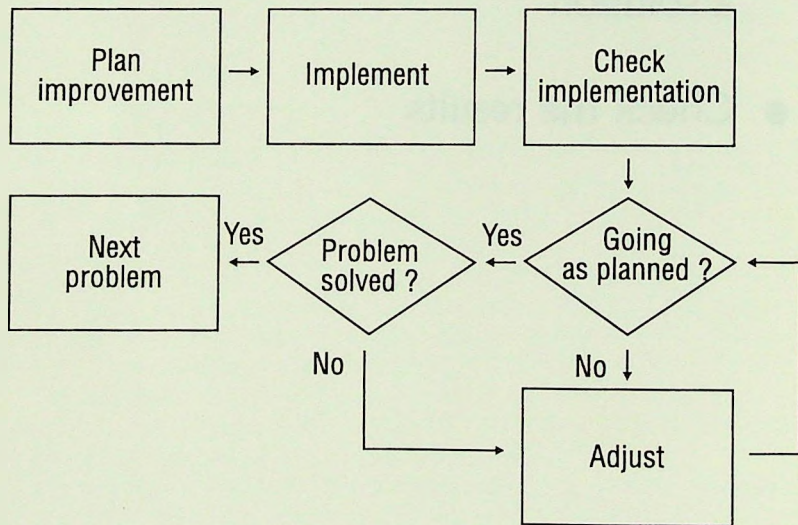 Plan
improvement
Implement
Check
implementation
Going
as planned ?
Yes
Problem
solved ?
Yes
Next
problem
No
No
Adjust